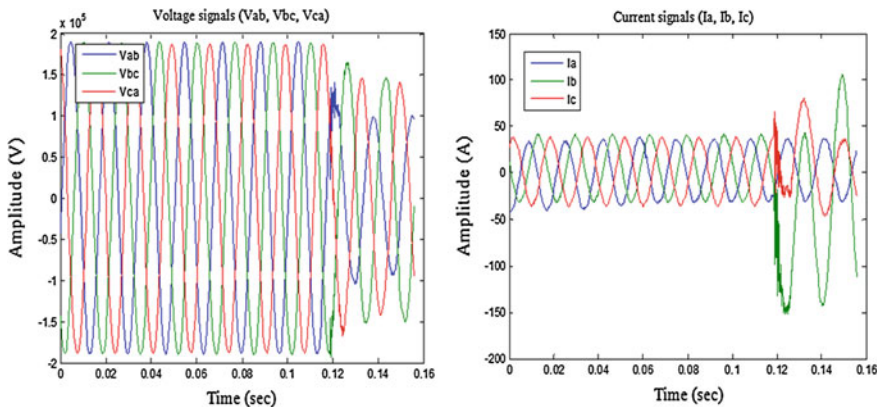 Voltage signals (Vab, Vbc, Vca)
x 10⁵
2
1.5
1
0.5
0
-0.5
-1
-1.5
-2
Amplitude (V)
Vab
Vbc
Vca
0 0.02 0.04 0.06 0.08 0.1 0.12 0.14 0.16
Time (sec)
Current signals (Ia, Ib, Ic)
150
100
50
0
-50
-100
-150
-200
Amplitude (A)
Ia
Ib
Ic
0 0.02 0.04 0.06 0.08 0.1 0.12 0.14 0.16
Time (sec)